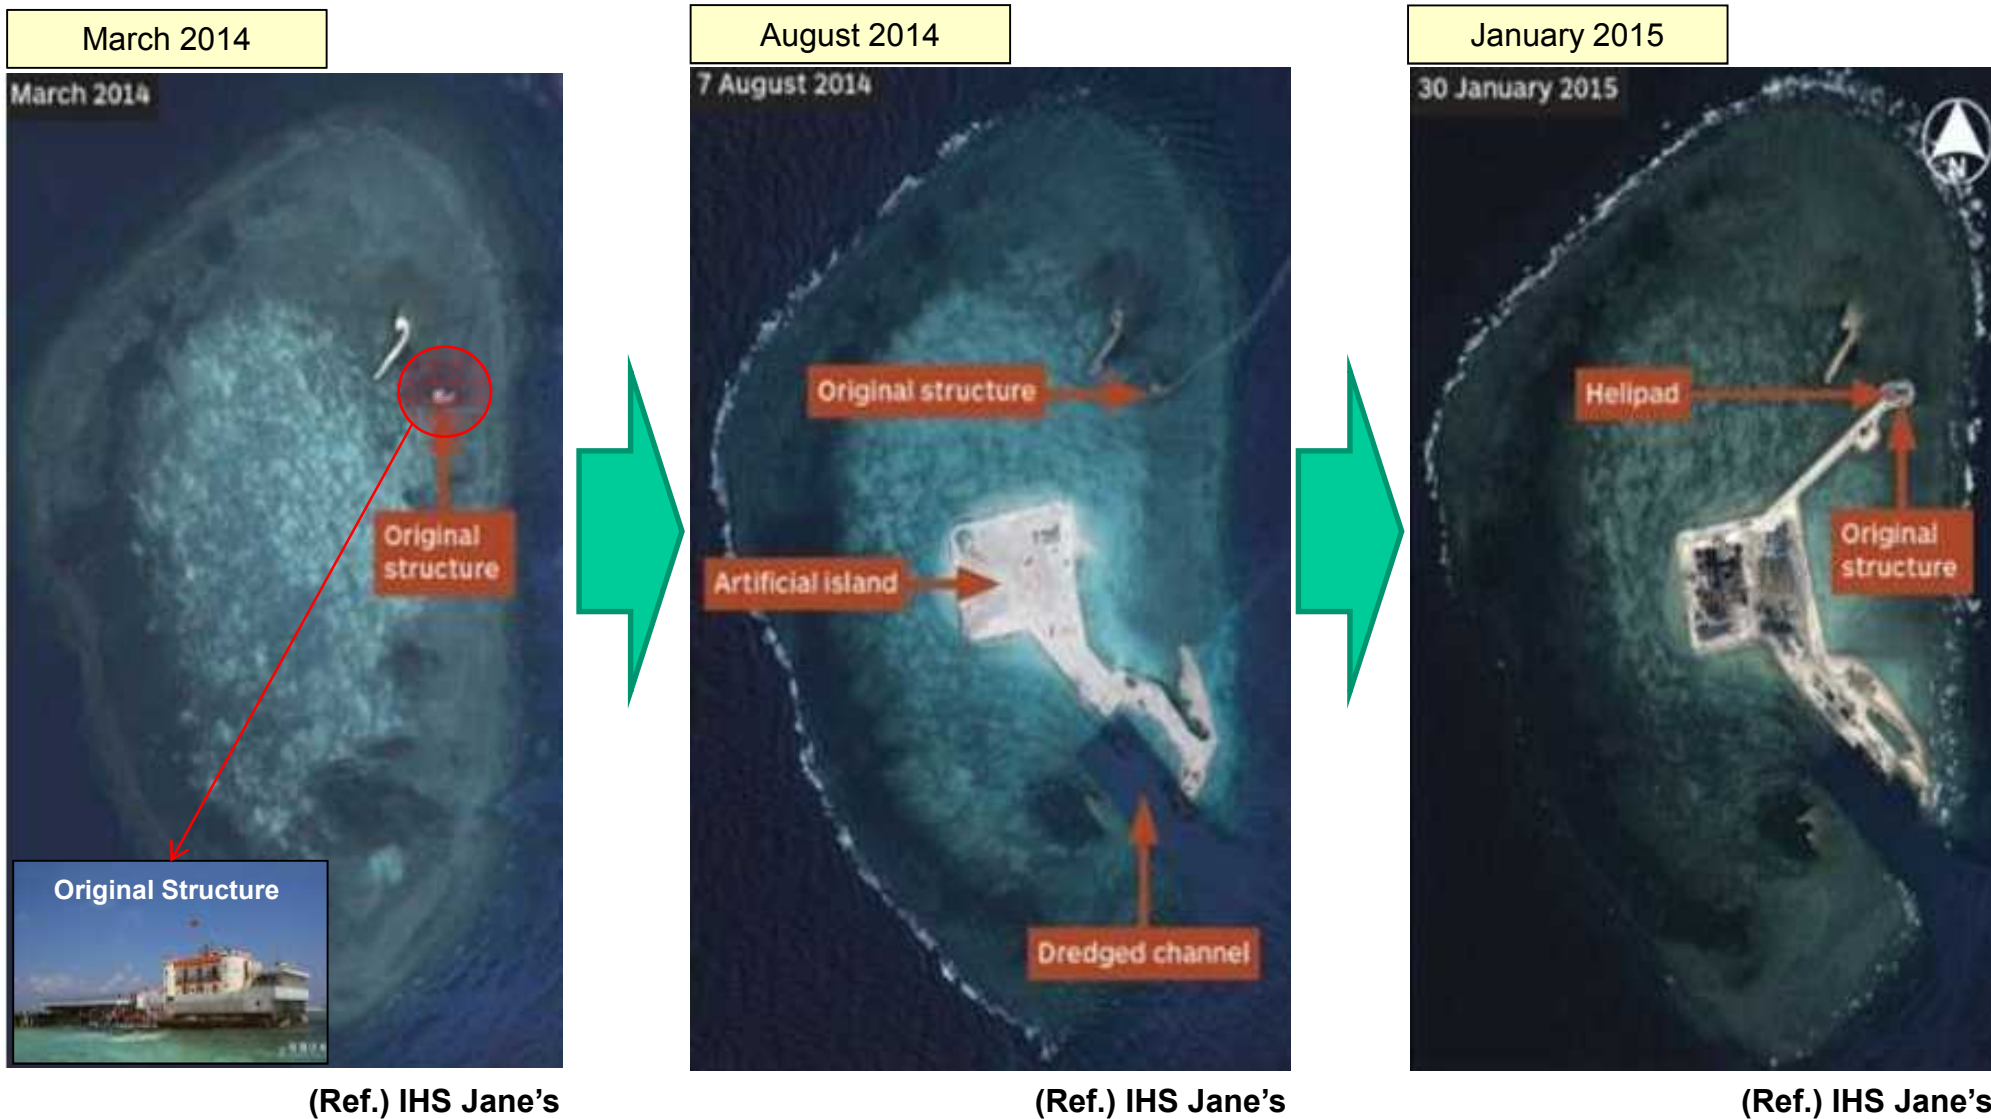 March 2014
August 2014
January 2015
March 2014
7 August 2014
30 January 2015
N
Original structure
Helipad
Original
structure
Original
structure
Artificial island
Original Structure
Dredged channel
(Ref.) IHS Jane's
(Ref.) IHS Jane's
(Ref.) IHS Jane's